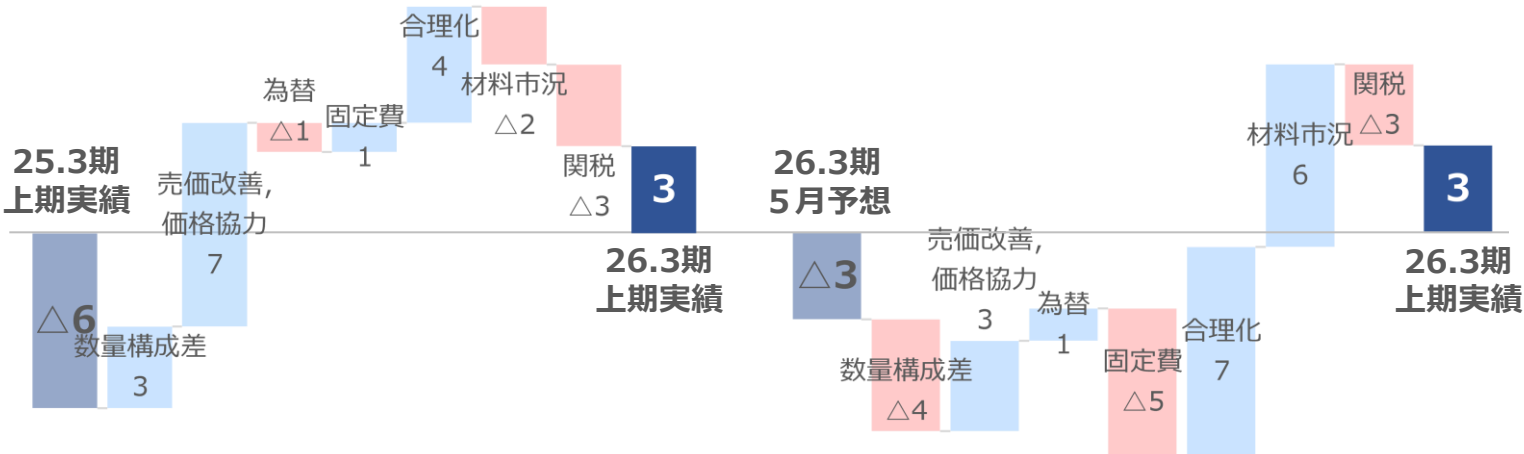 25.3期
上期実績
△6
数量構成差
3
売価改善,
価格協力
7
為替
△1
固定費
1
合理化
4
材料市況
△2
関税
△3
3
26.3期
上期実績
26.3期
５月予想
△3
数量構成差
△4
売価改善,
価格協力
3
為替
1
固定費
△5
合理化
7
材料市況
6
関税
△3
3
26.3期
上期実績